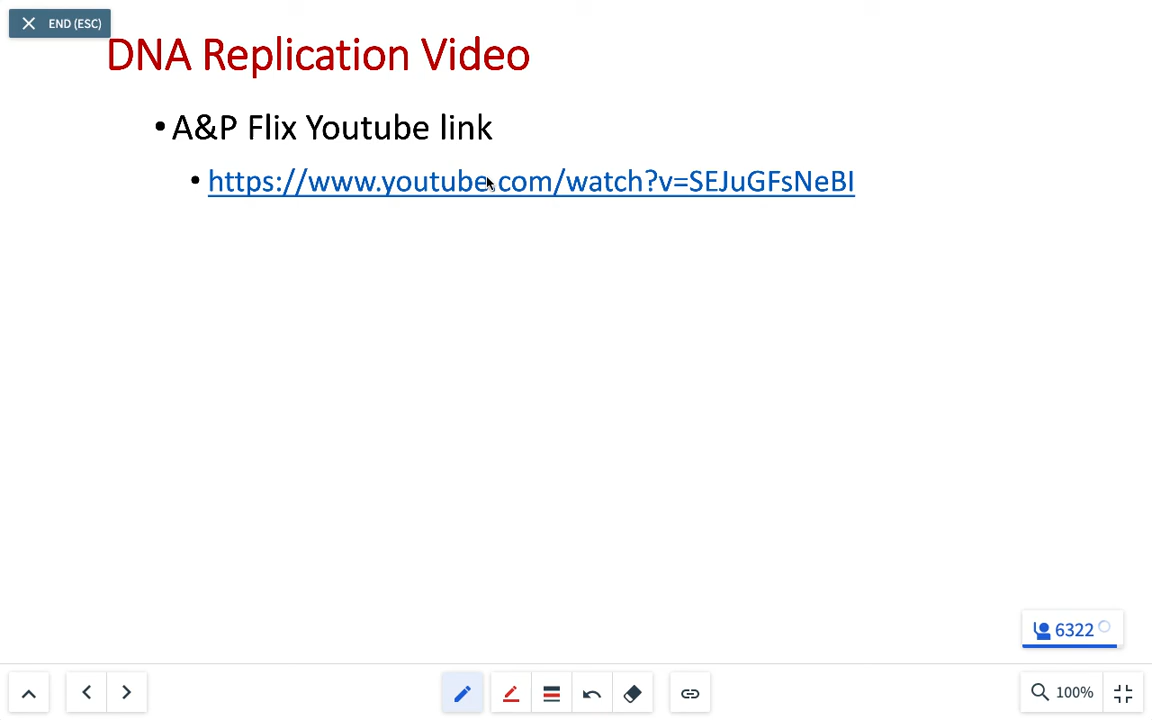 END (ESC)
DNA Replication Video
• A&P Flix Youtube link
• https://www.youtube.com/watch?v=SEJuGFsNeBI
6322
100%